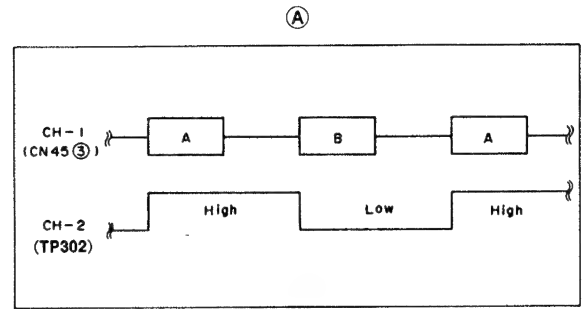 Ⓐ
CH-1 A B A
(CN45③)
High Low High
CH-2
(TP302)